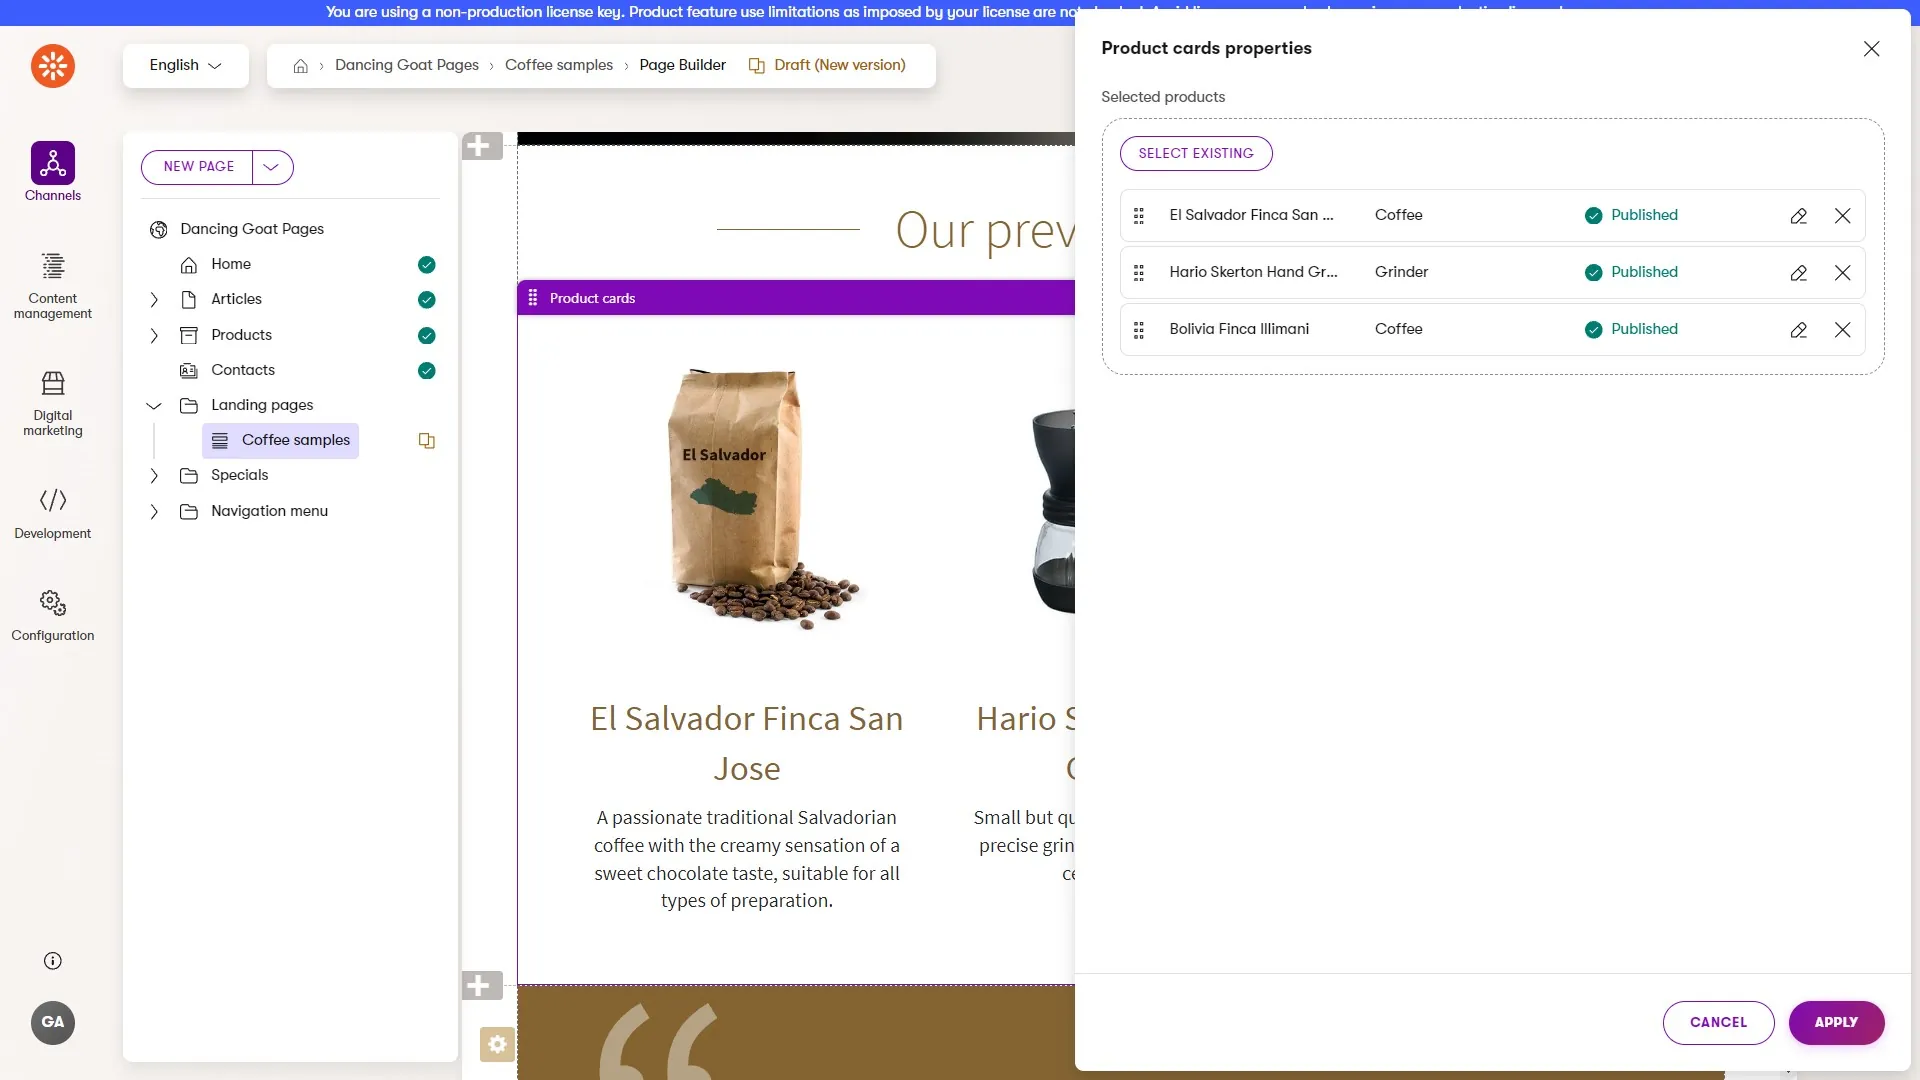 You are using a non-production license key. Product feature use limitations as imposed by your license are not
English
Dancing Goat Pages
Coffee samples
Page Builder
Draft (New version)
Channels
Content
management
Digital
marketing
Development
Configuration
GA
NEW PAGE
Dancing Goat Pages
Home
Articles
Products
Contacts
Landing pages
Coffee samples
Specials
Navigation menu
Our prev
Product cards
El Salvador
El Salvador Finca San
Jose
A passionate traditional Salvadorian
coffee with the creamy sensation of a
sweet chocolate taste, suitable for all
types of preparation.
Hario S
Small but qu
precise grin
ce
Product cards properties
Selected products
SELECT EXISTING
El Salvador Finca San ... Coffee Published
Hario Skerton Hand Gr... Grinder Published
Bolivia Finca Illimani Coffee Published
CANCEL
APPLY